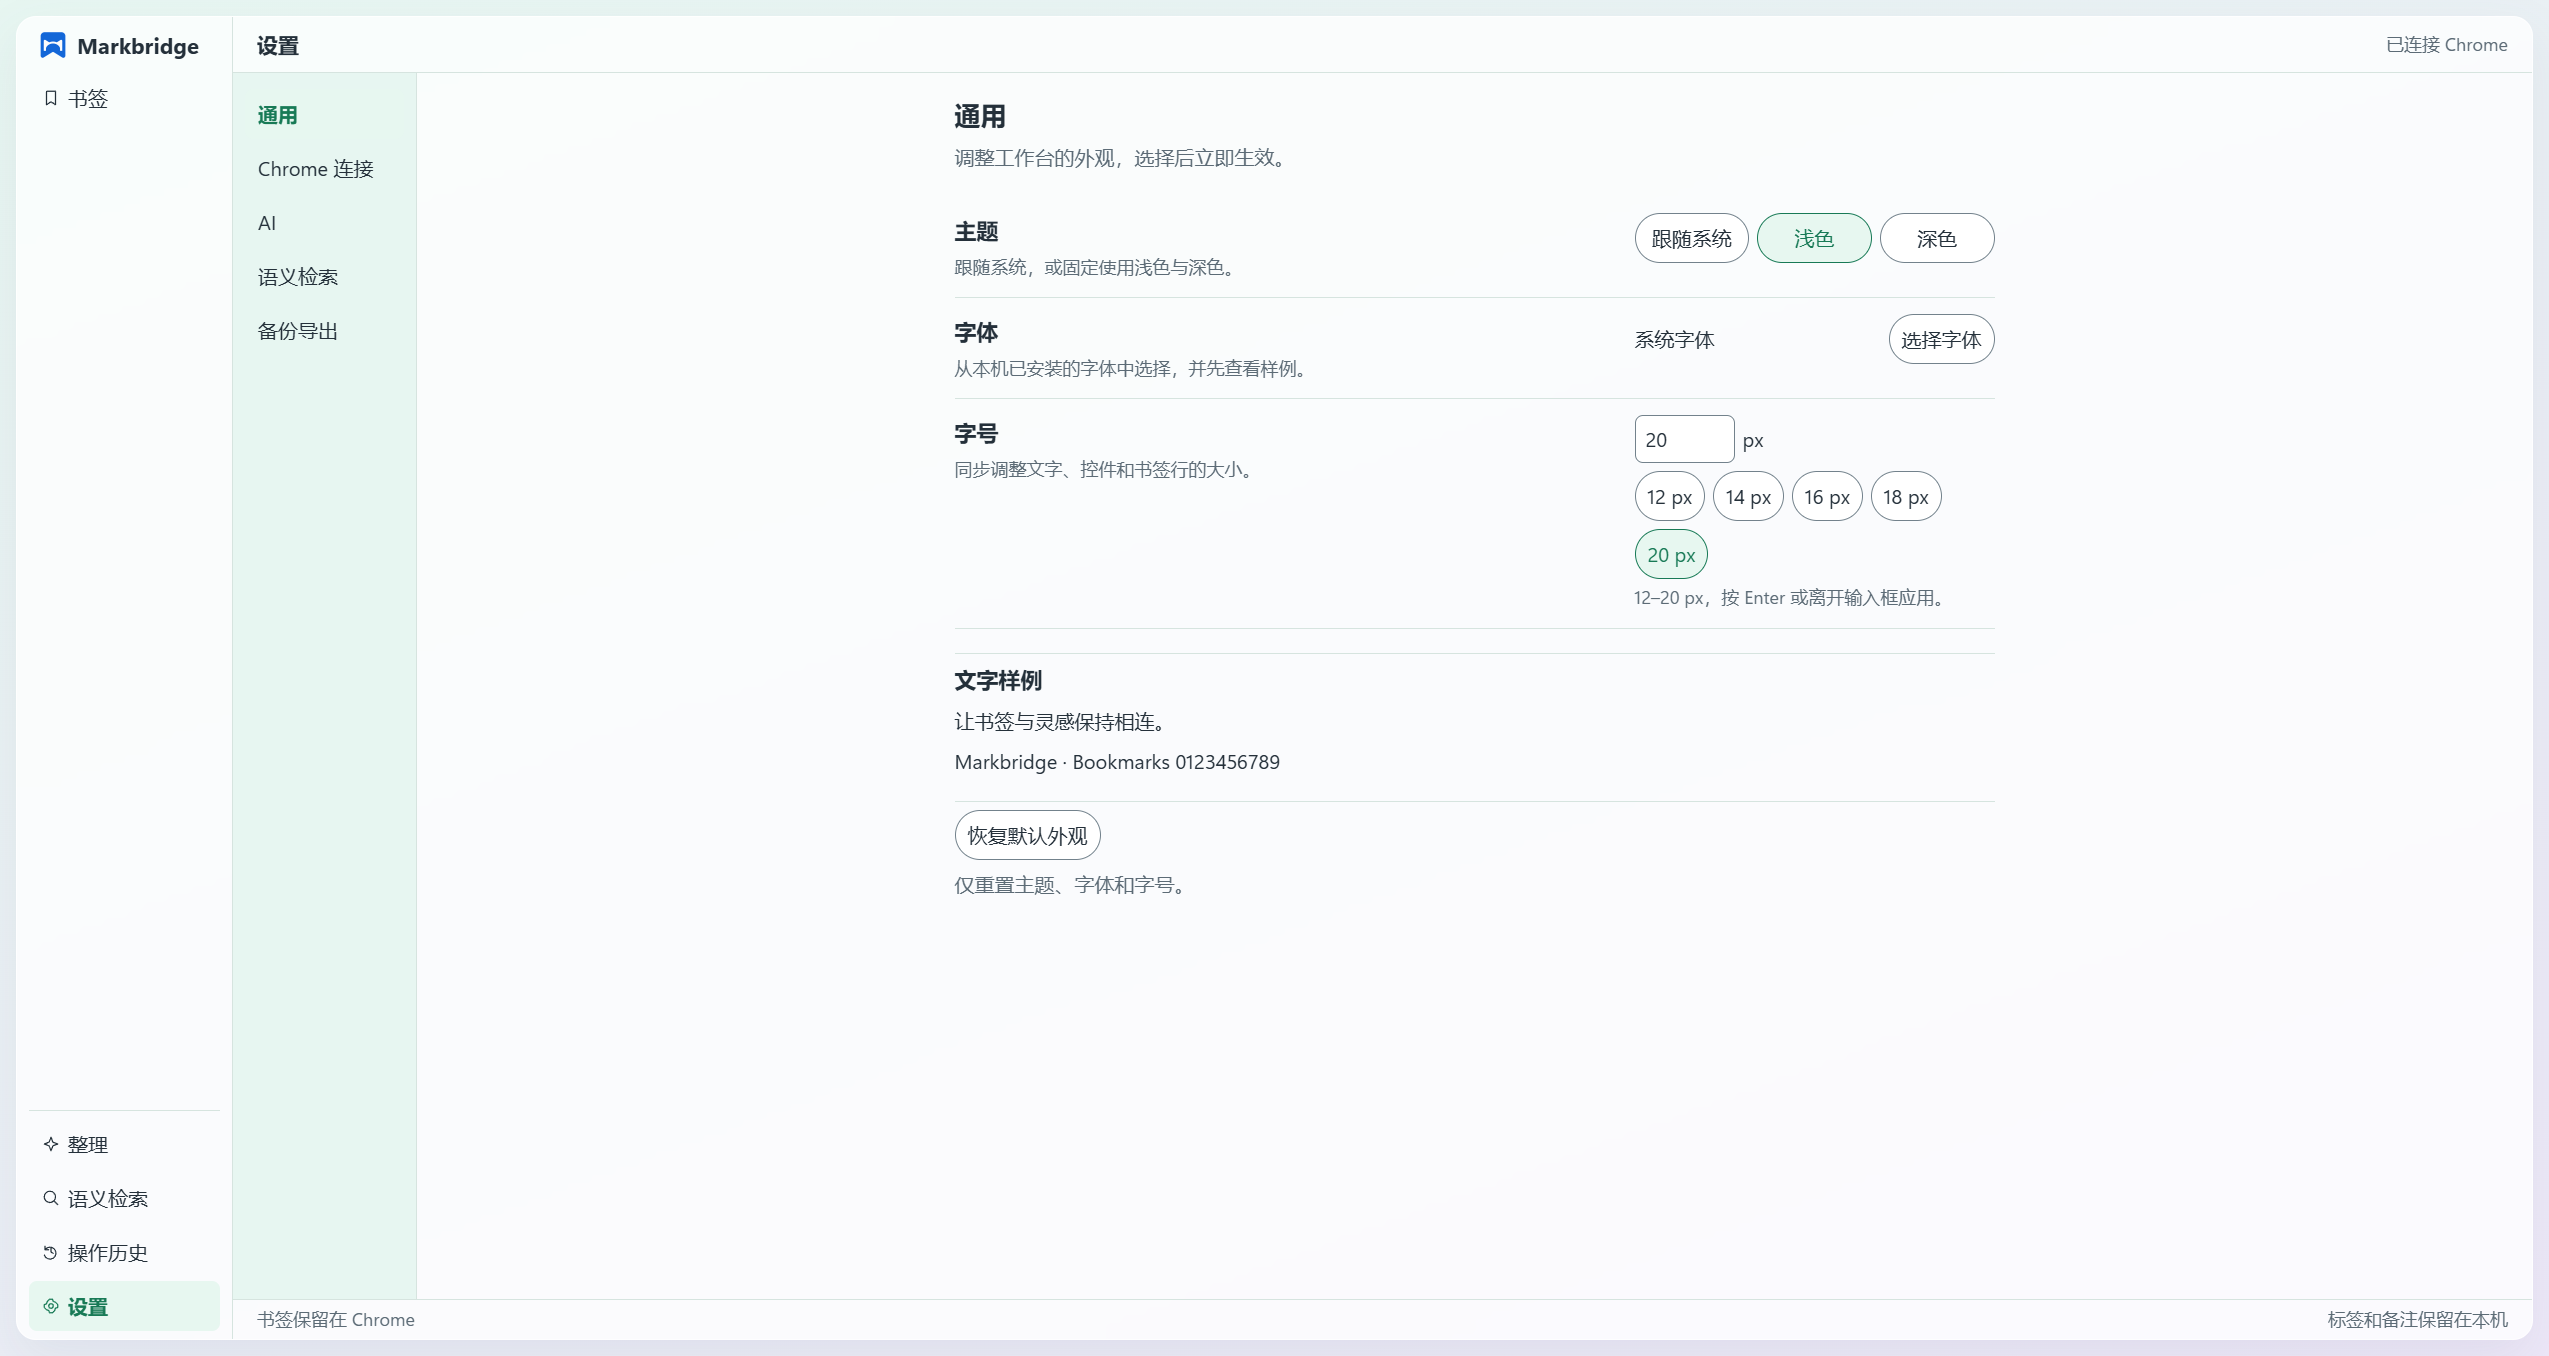 Markbridge
书签
整理
语义检索
操作历史
设置
设置
已连接 Chrome
通用
Chrome 连接
AI
语义检索
备份导出
通用
调整工作台的外观，选择后立即生效。
主题
跟随系统，或固定使用浅色与深色。
跟随系统 浅色 深色
字体
从本机已安装的字体中选择，并先查看样例。
系统字体 选择字体
字号
同步调整文字、控件和书签行的大小。
20 px
12 px 14 px 16 px 18 px
20 px
12–20 px，按 Enter 或离开输入框应用。
文字样例
让书签与灵感保持相连。
Markbridge · Bookmarks 0123456789
恢复默认外观
仅重置主题、字体和字号。
书签保留在 Chrome
标签和备注保留在本机